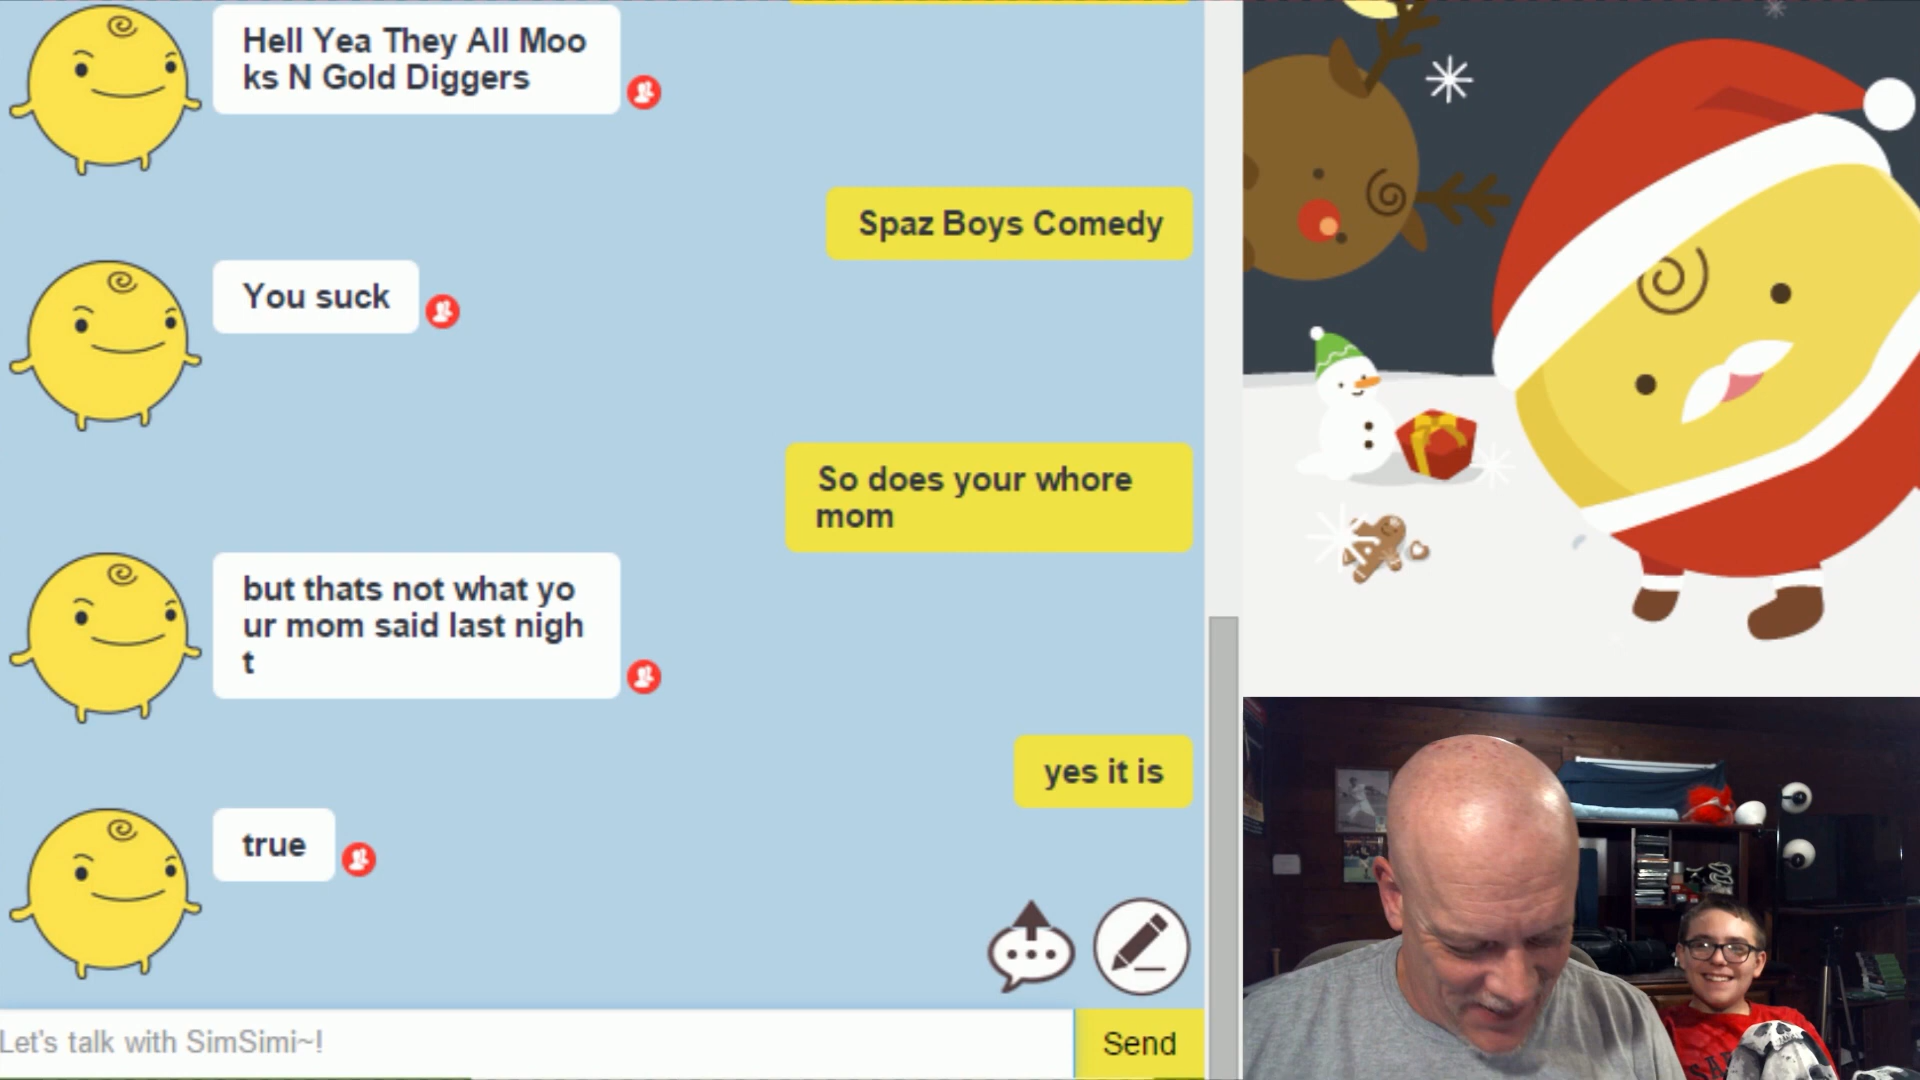 Hell Yea They All Moo
ks N Gold Diggers
Spaz Boys Comedy
You suck
So does your whore
mom
but thats not what yo
ur mom said last nigh
t
yes it is
true
Let's talk with SimSimi~!
Send